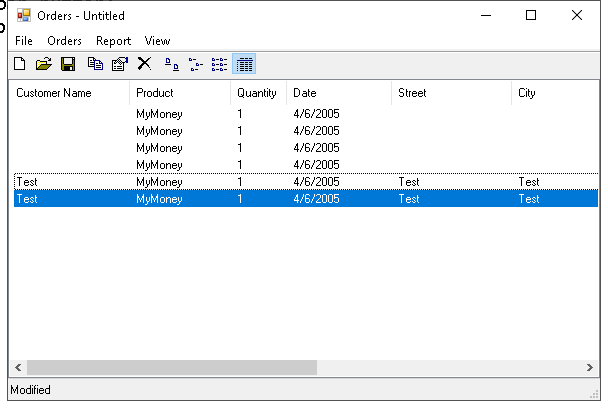 Orders - Untitled
File Orders Report View
Customer Name Product Quantity Date Street City
MyMoney 1 4/6/2005
MyMoney 1 4/6/2005
MyMoney 1 4/6/2005
MyMoney 1 4/6/2005
Test MyMoney 1 4/6/2005 Test Test
Test MyMoney 1 4/6/2005 Test Test
Modified